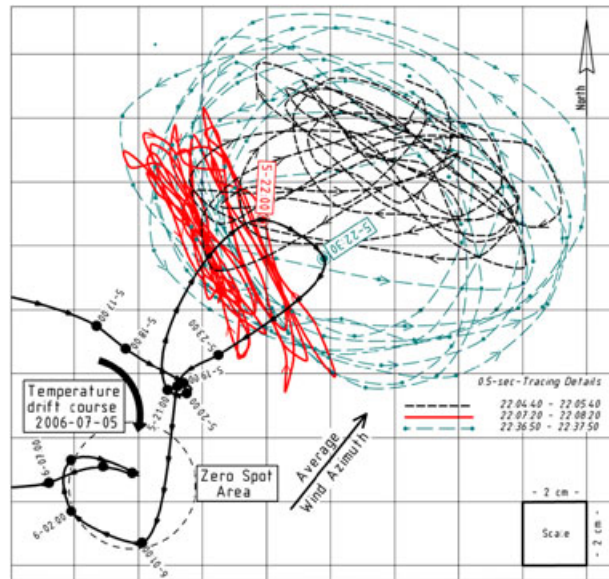 North
5-22:00
5-22:30
5-17:00
5-18:00
5-23:00
5-19:00
5-20:00
5-21:00
Temperature
drift course
2006-07-05
0.5-sec-Tracing Details
22:04:40 - 22:05:40
22:07:20 - 22:08:20
22:36:50 - 22:37:50
Average
Wind Azimuth
Zero Spot
Area
6-07:00
6-02:00
6-01:00
- 2 cm -
Scale
- 2 cm -